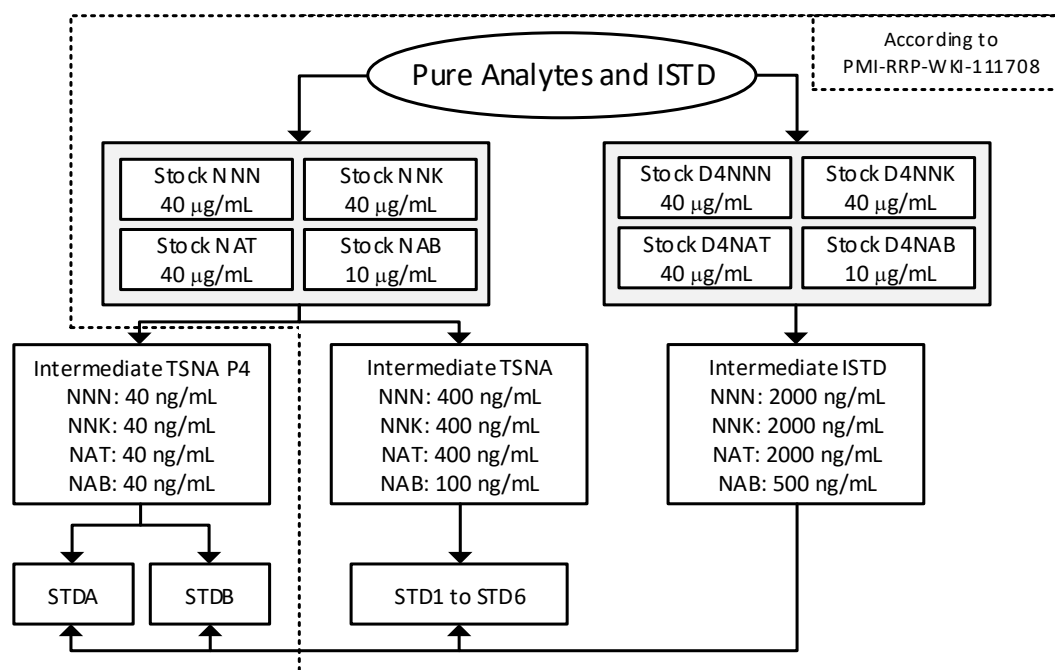 According to
PMI-RRP-WKI-111708
Pure Analytes and ISTD
Stock NNN
40 μg/mL
Stock NNK
40 μg/mL
Stock NAT
40 μg/mL
Stock NAB
10 μg/mL
Stock D4NNN
40 μg/mL
Stock D4NNK
40 μg/mL
Stock D4NAT
40 μg/mL
Stock D4NAB
10 μg/mL
Intermediate TSNA P4
NNN: 40 ng/mL
NNK: 40 ng/mL
NAT: 40 ng/mL
NAB: 40 ng/mL
Intermediate TSNA
NNN: 400 ng/mL
NNK: 400 ng/mL
NAT: 400 ng/mL
NAB: 100 ng/mL
Intermediate ISTD
NNN: 2000 ng/mL
NNK: 2000 ng/mL
NAT: 2000 ng/mL
NAB: 500 ng/mL
STDA
STDB
STD1 to STD6